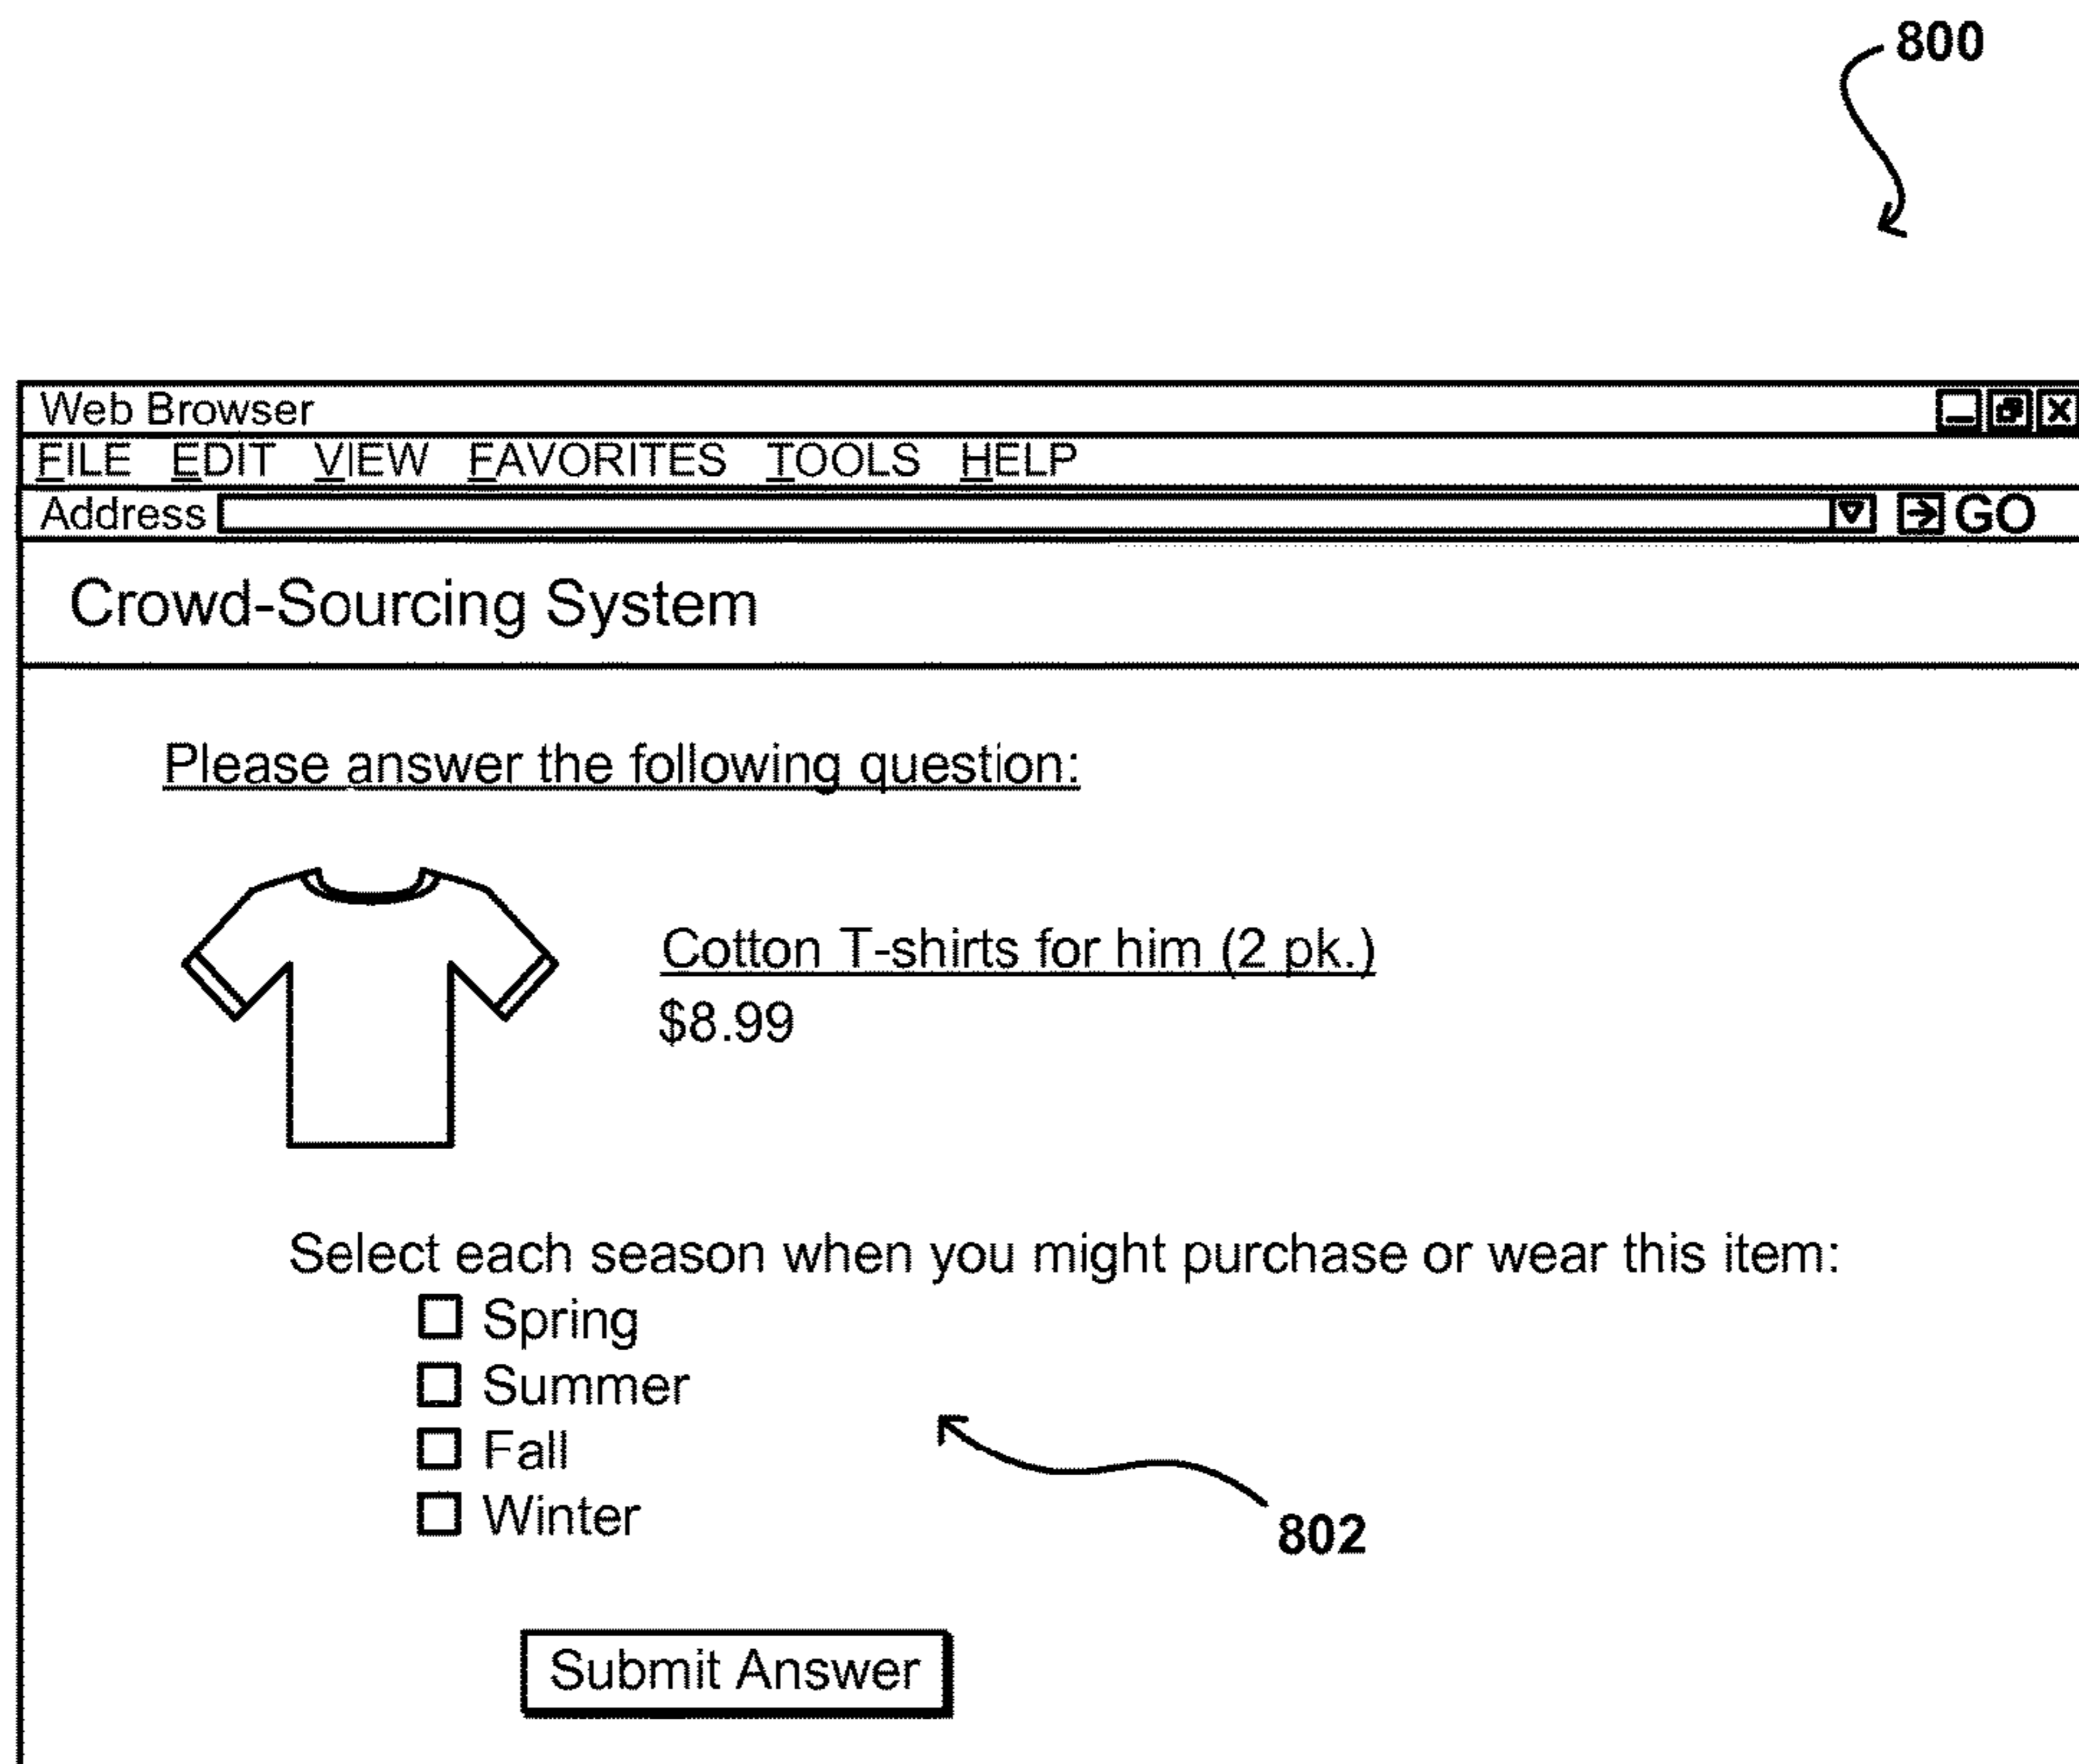 800
Web Browser
FILE EDIT VIEW FAVORITES TOOLS HELP
Address GO
Crowd-Sourcing System
Please answer the following question:
Cotton T-shirts for him (2 pk.)
$8.99
Select each season when you might purchase or wear this item:
Spring
Summer
Fall
Winter
802
Submit Answer